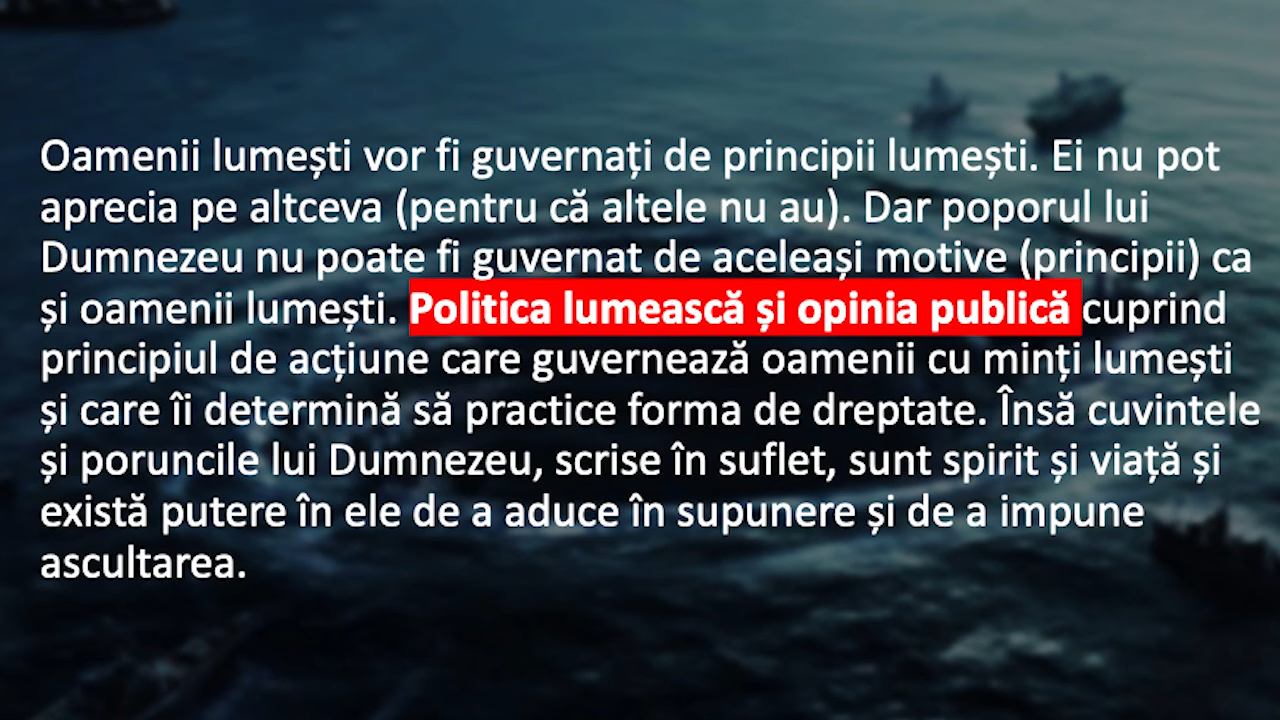 Oamenii lumești vor fi guvernați de principii lumești. Ei nu pot
aprecia pe altceva (pentru că altele nu au). Dar poporul lui
Dumnezeu nu poate fi guvernat de aceleași motive (principii) ca
și oamenii lumești. Politica lumească și opinia publică cuprind
principiul de acțiune care guvernează oamenii cu minți lumești
și care îi determină să practice forma de dreptate. Însă cuvintele
și poruncile lui Dumnezeu, scrise în suflet, sunt spirit și viață și
există putere în ele de a aduce în supunere și de a impune
ascultarea.